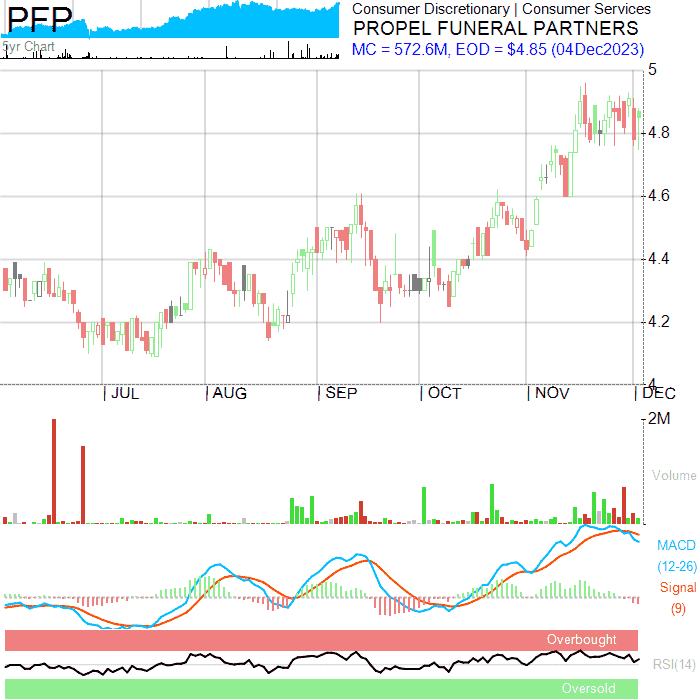 PFP
5yr Chart
Consumer Discretionary | Consumer Services
PROPEL FUNERAL PARTNERS
MC = 572.6M, EOD = $4.85 (04Dec2023)
5
4.8
4.6
4.4
4.2
4
JUL
AUG
SEP
OCT
NOV
DEC
2M
Volume
MACD
(12-26)
Signal
(9)
Overbought
RSI(14)
Oversold